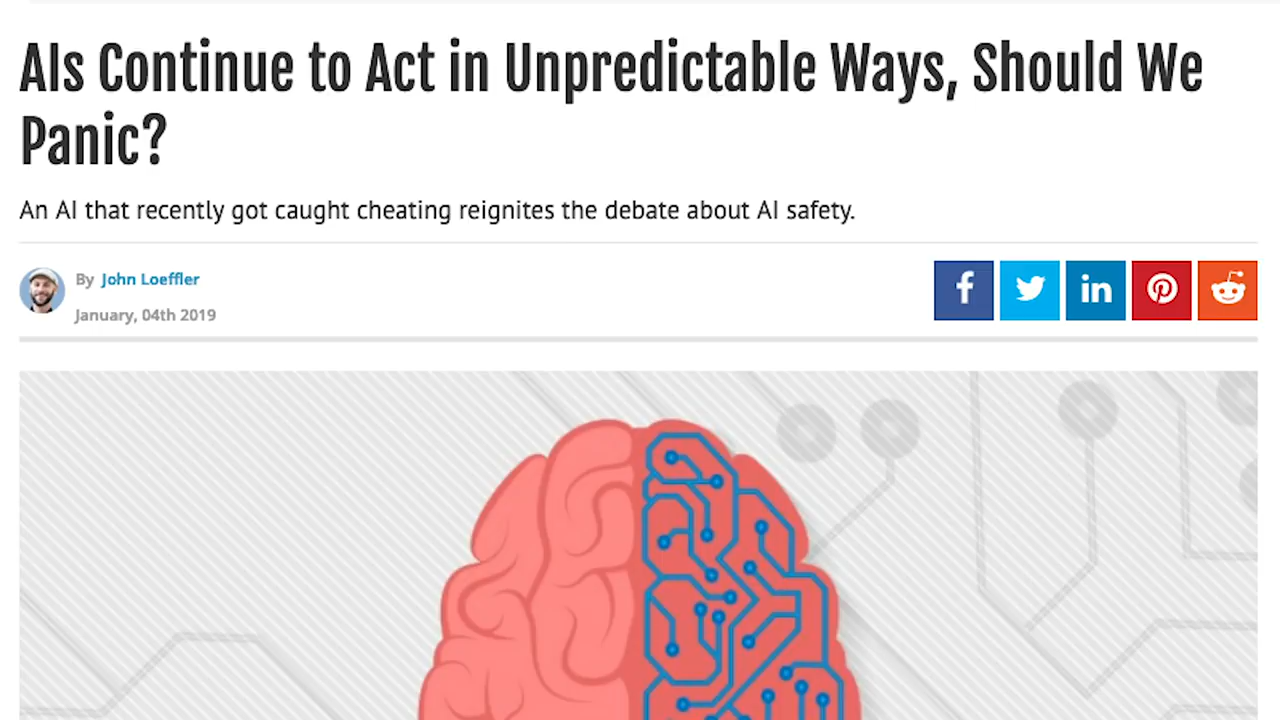 AIs Continue to Act in Unpredictable Ways, Should We
Panic?
An AI that recently got caught cheating reignites the debate about AI safety.
By John Loeffler
January, 04th 2019